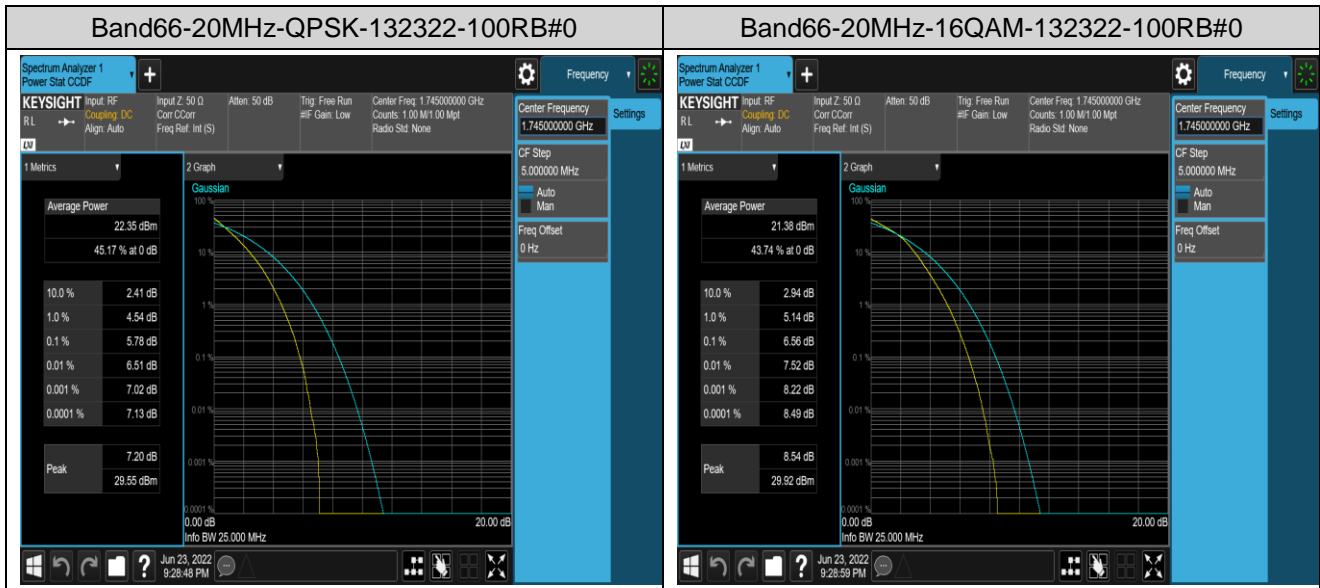 Band66-20MHz-QPSK-132322-100RB#0
Spectrum Analyzer 1
Power Stat CCDF
Frequency
KEYSIGHT
RL
Input: RF
Coupling: DC
Align: Auto
Input Z: 50 Ω
Corr CCorr
Freq Ref: Int (S)
Atten: 50 dB
Trig: Free Run
#IF Gain: Low
Center Freq: 1.745000000 GHz
Counts: 1.00 M/1.00 Mpt
Radio Std: None
Center Frequency
1.745000000 GHz
Settings
CF Step
5.000000 MHz
Auto
Man
Freq Offset
0 Hz
1 Metrics
Average Power
22.35 dBm
45.17 % at 0 dB
10.0 % 2.41 dB
1.0 % 4.54 dB
0.1 % 5.78 dB
0.01 % 6.51 dB
0.001 % 7.02 dB
0.0001 % 7.13 dB
Peak
7.20 dB
29.55 dBm
2 Graph
Gaussian
100 %
10 %
1 %
0.1 %
0.01 %
0.001 %
0.0001 %
0.00 dB 20.00 dB
Info BW 25.000 MHz
Jun 23, 2022
9:28:48 PM
Band66-20MHz-16QAM-132322-100RB#0
Spectrum Analyzer 1
Power Stat CCDF
Frequency
KEYSIGHT
RL
Input: RF
Coupling: DC
Align: Auto
Input Z: 50 Ω
Corr CCorr
Freq Ref: Int (S)
Atten: 50 dB
Trig: Free Run
#IF Gain: Low
Center Freq: 1.745000000 GHz
Counts: 1.00 M/1.00 Mpt
Radio Std: None
Center Frequency
1.745000000 GHz
Settings
CF Step
5.000000 MHz
Auto
Man
Freq Offset
0 Hz
1 Metrics
Average Power
21.38 dBm
43.74 % at 0 dB
10.0 % 2.94 dB
1.0 % 5.14 dB
0.1 % 6.56 dB
0.01 % 7.52 dB
0.001 % 8.22 dB
0.0001 % 8.49 dB
Peak
8.54 dB
29.92 dBm
2 Graph
Gaussian
100 %
10 %
1 %
0.1 %
0.01 %
0.001 %
0.0001 %
0.00 dB 20.00 dB
Info BW 25.000 MHz
Jun 23, 2022
9:28:59 PM